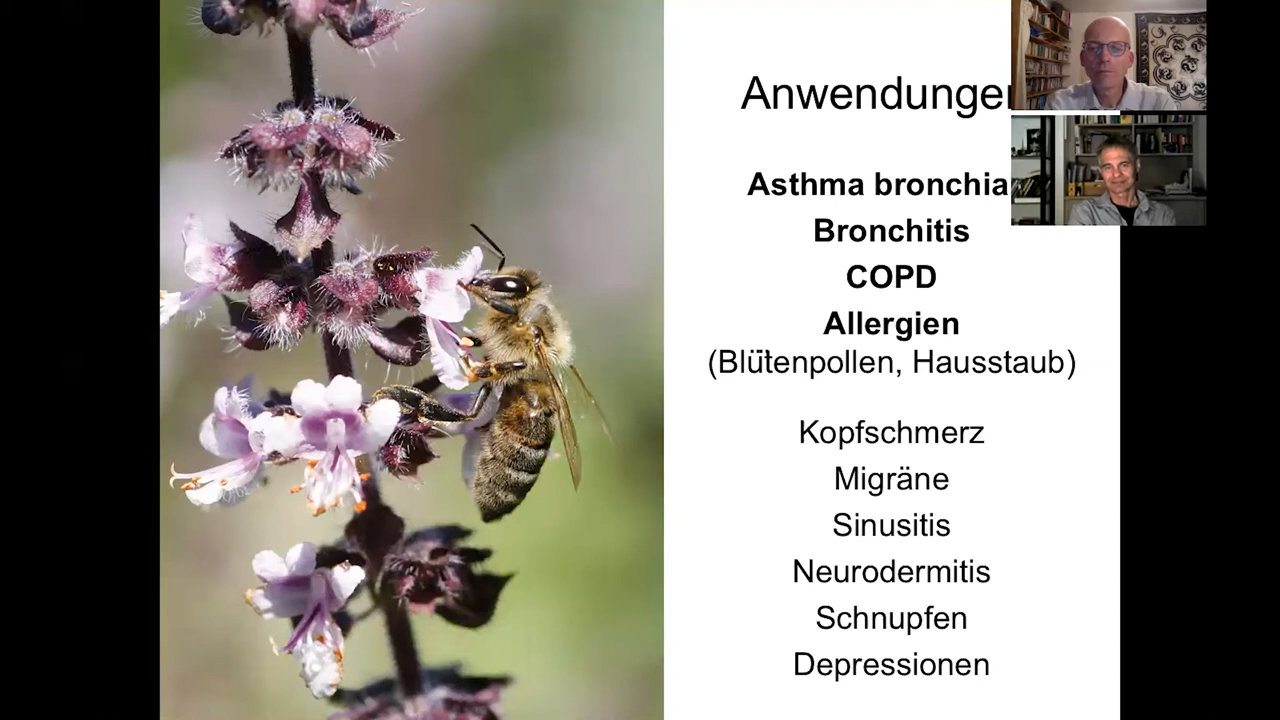 Anwendungen
Asthma bronchia
Bronchitis
COPD
Allergien
(Blütenpollen, Hausstaub)
Kopfschmerz
Migräne
Sinusitis
Neurodermitis
Schnupfen
Depressionen